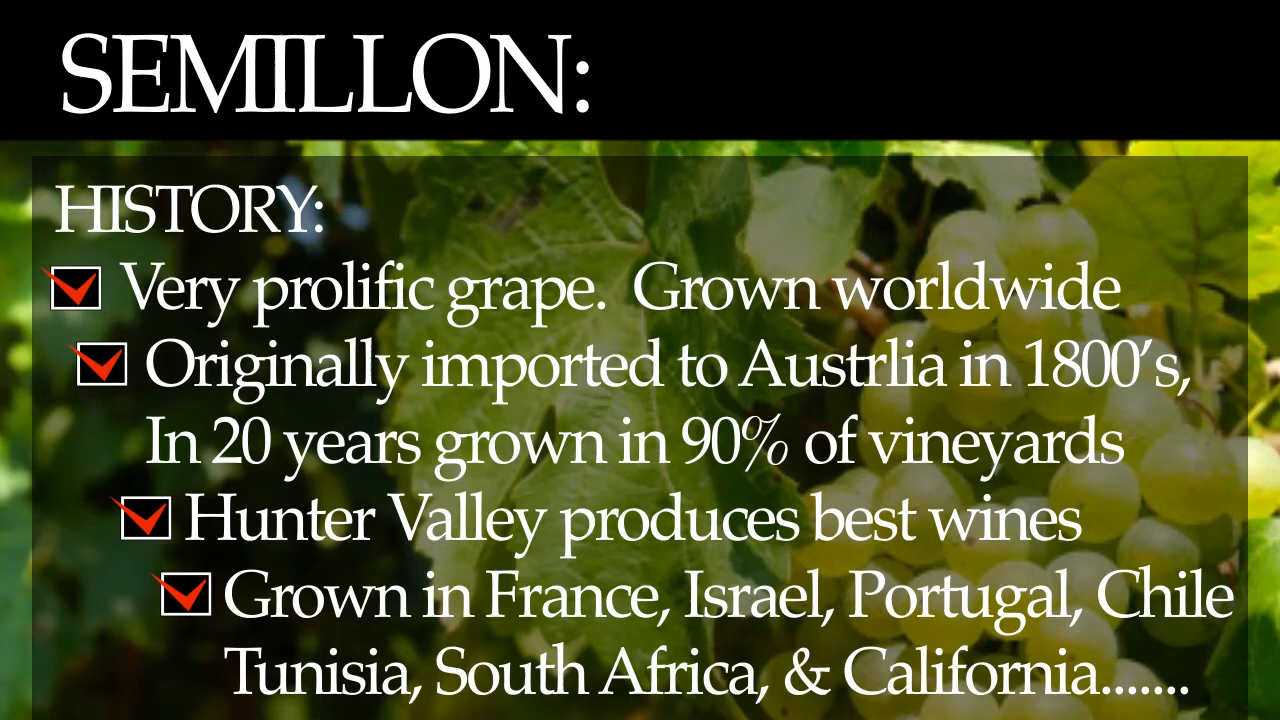 SEMILLON:
HISTORY:
Very prolific grape. Grown worldwide
Originally imported to Austrlia in 1800's,
In 20 years grown in 90% of vineyards
Hunter Valley produces best wines
Grown in France, Israel, Portugal, Chile
Tunisia, South Africa, & California.......